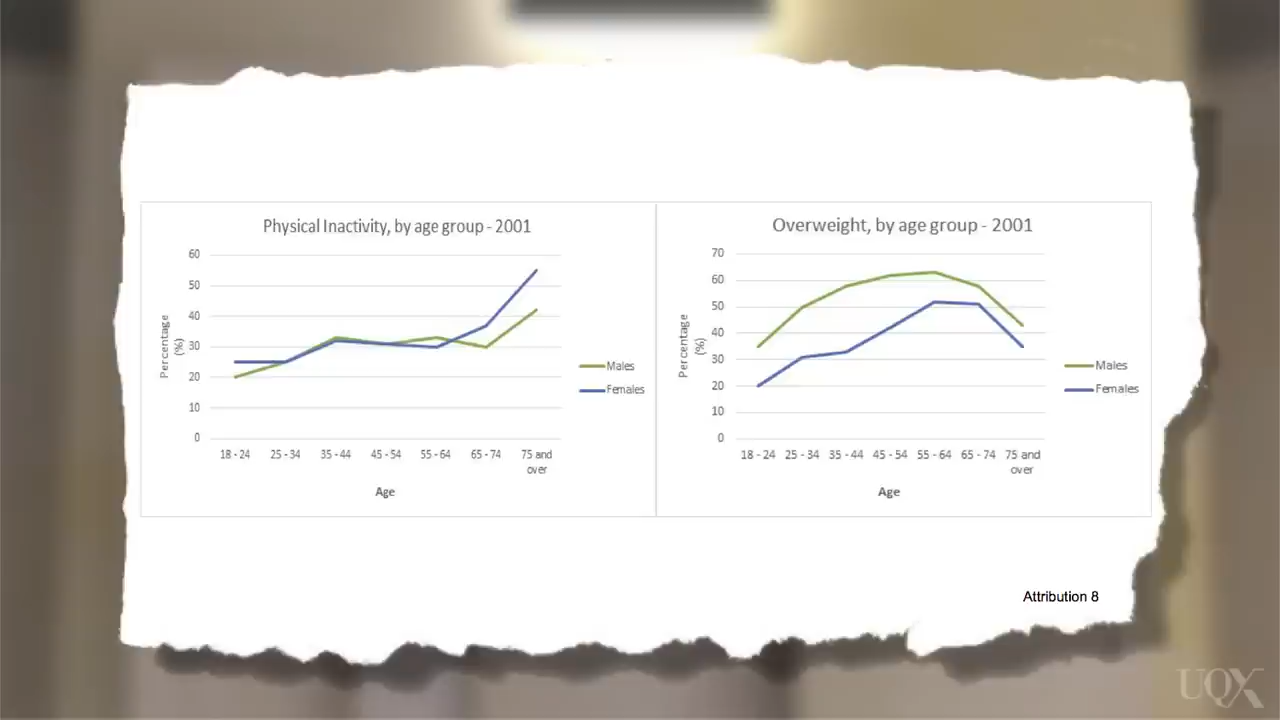 Physical Inactivity, by age group - 2001
60
50
40
30
20
10
0
Percentage
(%)
18 - 24 25 - 34 35 - 44 45 - 54 55 - 64 65 - 74 75 and
over
Age
Males
Females
Overweight, by age group - 2001
70
60
50
40
30
20
10
0
Percentage
(%)
18 - 24 25 - 34 35 - 44 45 - 54 55 - 64 65 - 74 75 and
over
Age
Males
Females
Attribution 8
UQX